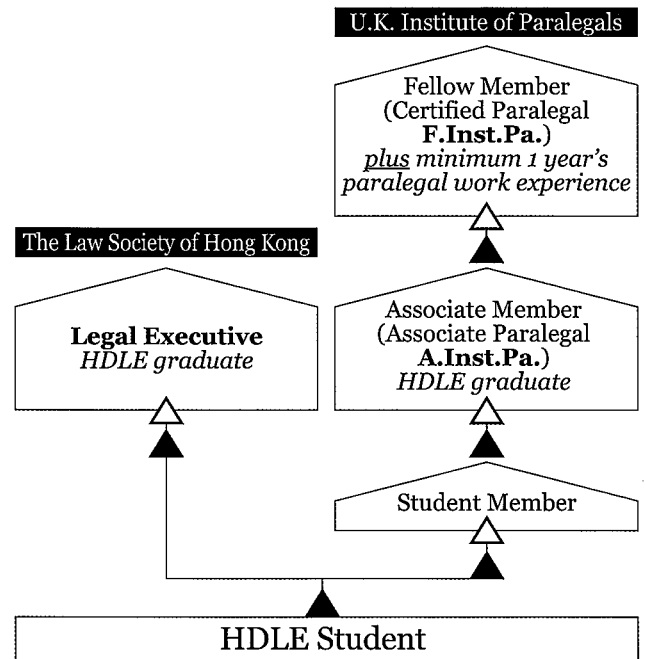 U.K. Institute of Paralegals
Fellow Member
(Certified Paralegal
F.Inst.Pa.)
plus minimum 1 year's
paralegal work experience
The Law Society of Hong Kong
Legal Executive
HDLE graduate
Associate Member
(Associate Paralegal
A.Inst.Pa.)
HDLE graduate
Student Member
HDLE Student